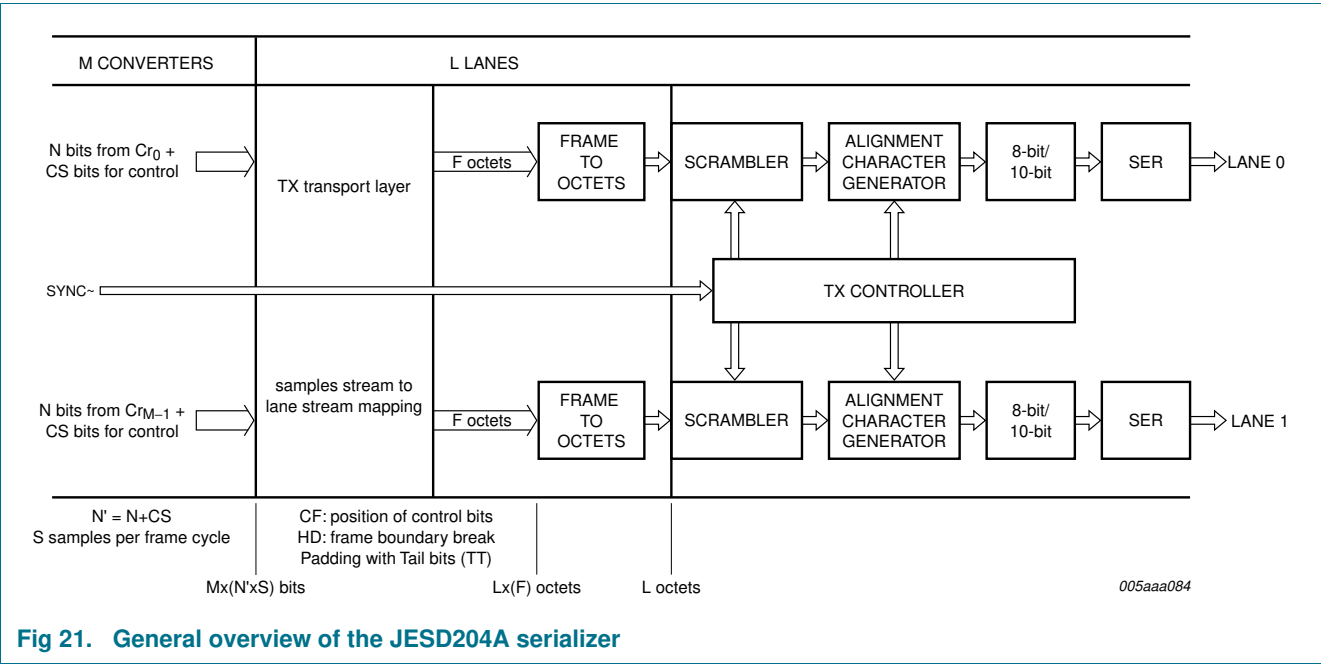 M CONVERTERS
L LANES
N bits from Cr0 +
CS bits for control
TX transport layer
F octets
FRAME
TO
OCTETS
SCRAMBLER
ALIGNMENT
CHARACTER
GENERATOR
8-bit/
10-bit
SER
LANE 0
SYNC~
TX CONTROLLER
N bits from CrM−1 +
CS bits for control
samples stream to
lane stream mapping
F octets
FRAME
TO
OCTETS
SCRAMBLER
ALIGNMENT
CHARACTER
GENERATOR
8-bit/
10-bit
SER
LANE 1
N' = N+CS
S samples per frame cycle
CF: position of control bits
HD: frame boundary break
Padding with Tail bits (TT)
Mx(N'xS) bits
Lx(F) octets
L octets
005aaa084
Fig 21. General overview of the JESD204A serializer